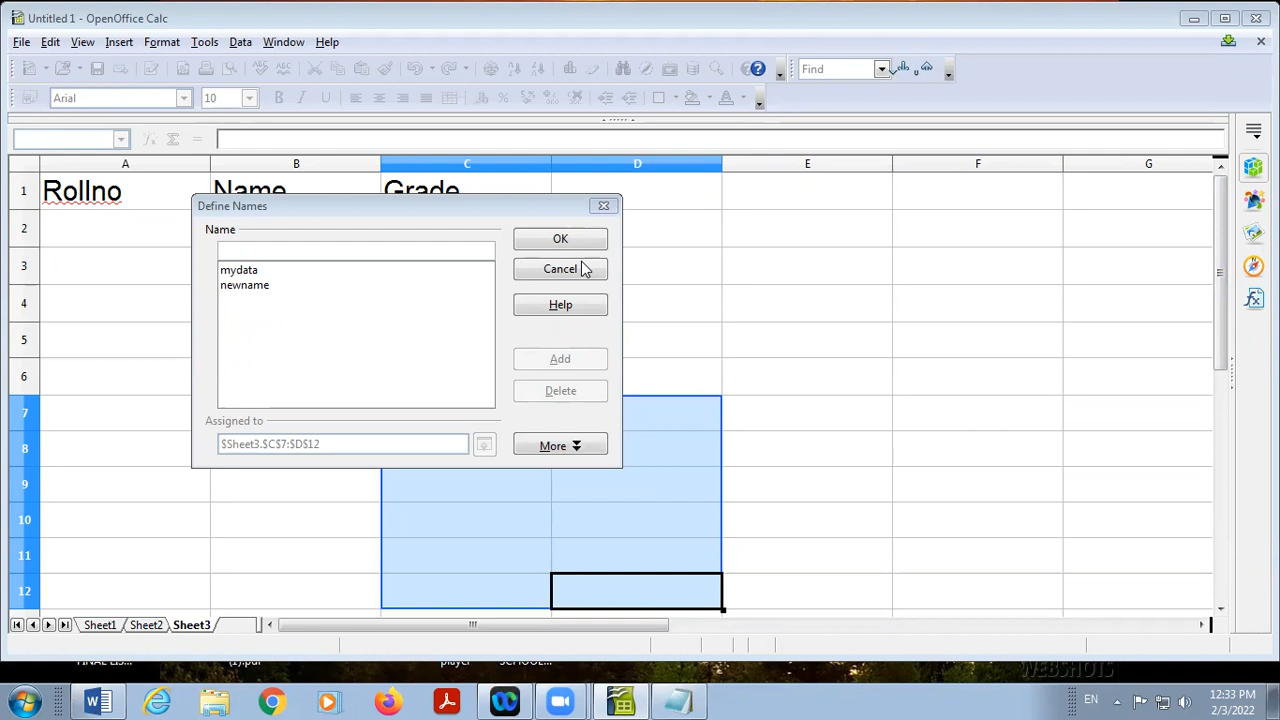 Untitled 1 - OpenOffice Calc
File Edit View Insert Format Tools Data Window Help
Find
Arial 10
A B C D E F G
1 Rollno Name Grade
2
3
4
5
6
7
8
9
10
11
12
Define Names
Name
mydata
newname
OK
Cancel
Help
Add
Delete
Assigned to
$Sheet3.$C$7:$D$12
More
Sheet1 Sheet2 Sheet3
WEBSHOTS
EN
12:33 PM
2/3/2022